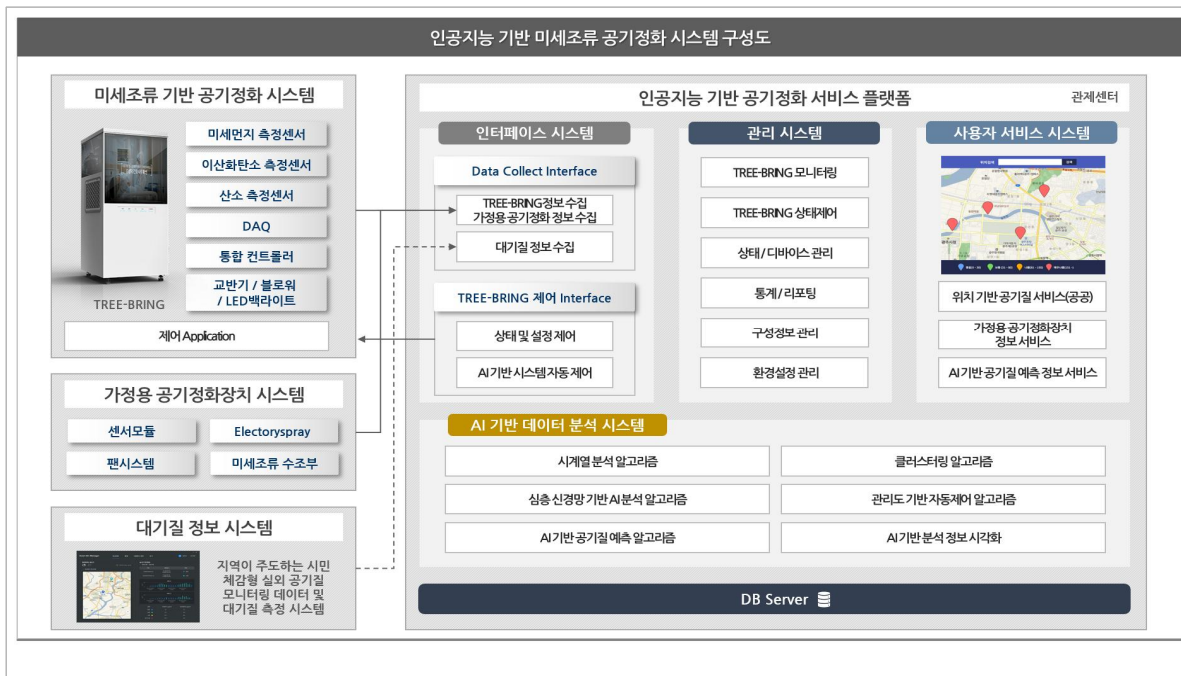 인공지능 기반 미세조류 공기정화 시스템 구성도
미세조류 기반 공기정화 시스템
미세먼지 측정센서
이산화탄소 측정센서
산소 측정센서
DAQ
통합 컨트롤러
교반기 / 블로워
/ LED백라이트
TREE-BRING
제어 Application
가정용 공기정화장치 시스템
센서모듈
Electoryspray
팬시스템
미세조류 수조부
대기질 정보 시스템
지역이 주도하는 시민
체감형 실외 공기질
모니터링 데이터 및
대기질 측정 시스템
인공지능 기반 공기정화 서비스 플랫폼
관제센터
인터페이스 시스템
Data Collect Interface
TREE-BRING정보 수집
가정용 공기정화 정보 수집
대기질 정보 수집
TREE-BRING 제어 Interface
상태 및 설정 제어
AI 기반 시스템 자동 제어
관리 시스템
TREE-BRING 모니터링
TREE-BRING 상태제어
상태 / 디바이스 관리
통계 / 리포팅
구성정보 관리
환경설정 관리
사용자 서비스 시스템
위치 기반 공기질 서비스(공공)
가정용 공기정화장치
정보 서비스
AI 기반 공기질 예측 정보 서비스
AI 기반 데이터 분석 시스템
시계열 분석 알고리즘
클러스터링 알고리즘
심층 신경망 기반 AI 분석 알고리즘
관리도 기반 자동제어 알고리즘
AI 기반 공기질 예측 알고리즘
AI 기반 분석 정보 시각화
DB Server